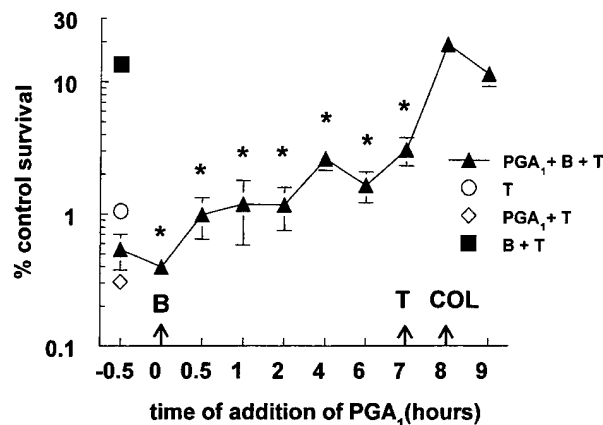 % control survival
30
10
1
0.1
* * * * * * *
B
T COL
-0.5 0 0.5 1 2 4 6 7 8 9
time of addition of PGA₁(hours)
PGA₁ + B + T
T
PGA₁ + T
B + T